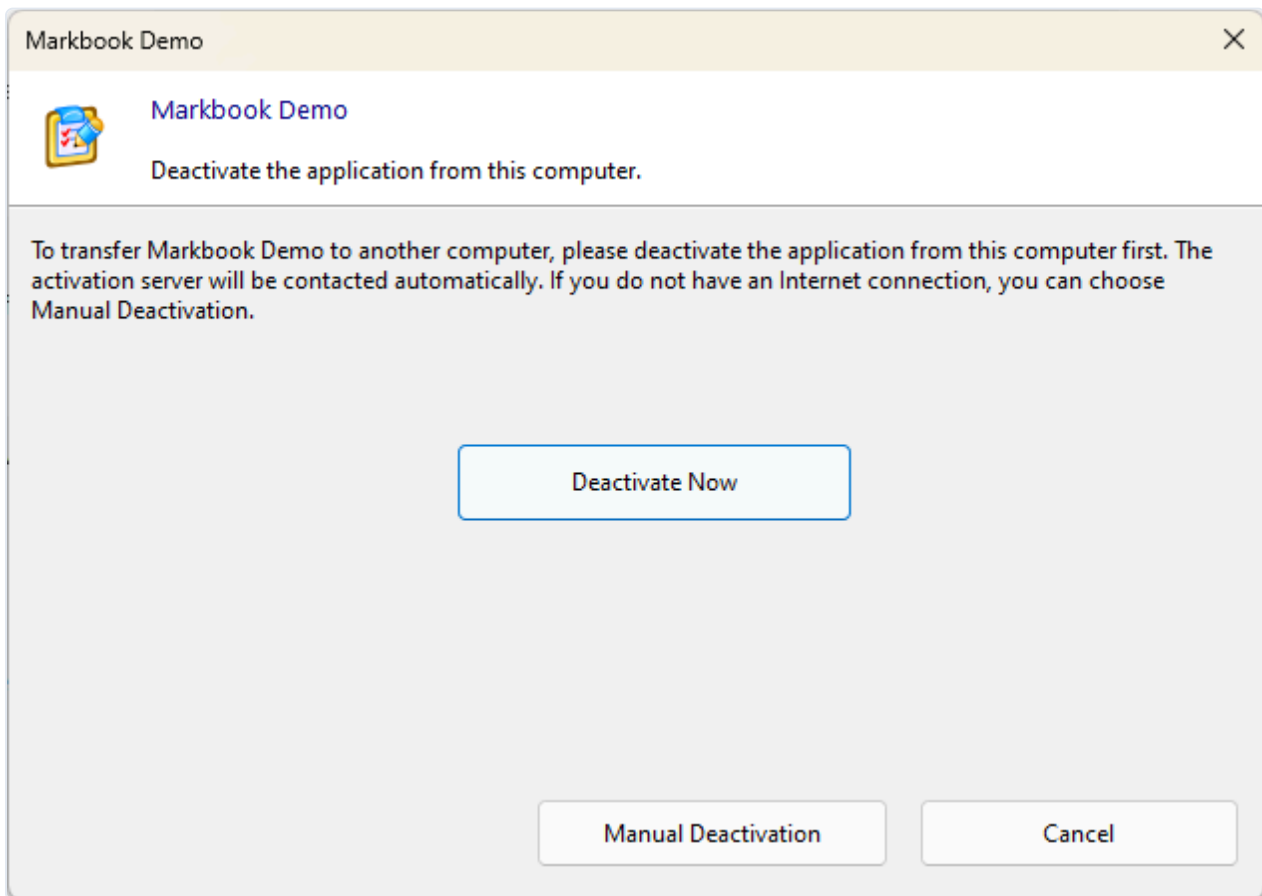 Markbook Demo
Markbook Demo
Deactivate the application from this computer.
To transfer Markbook Demo to another computer, please deactivate the application from this computer first. The
activation server will be contacted automatically. If you do not have an Internet connection, you can choose
Manual Deactivation.
Deactivate Now
Manual Deactivation
Cancel